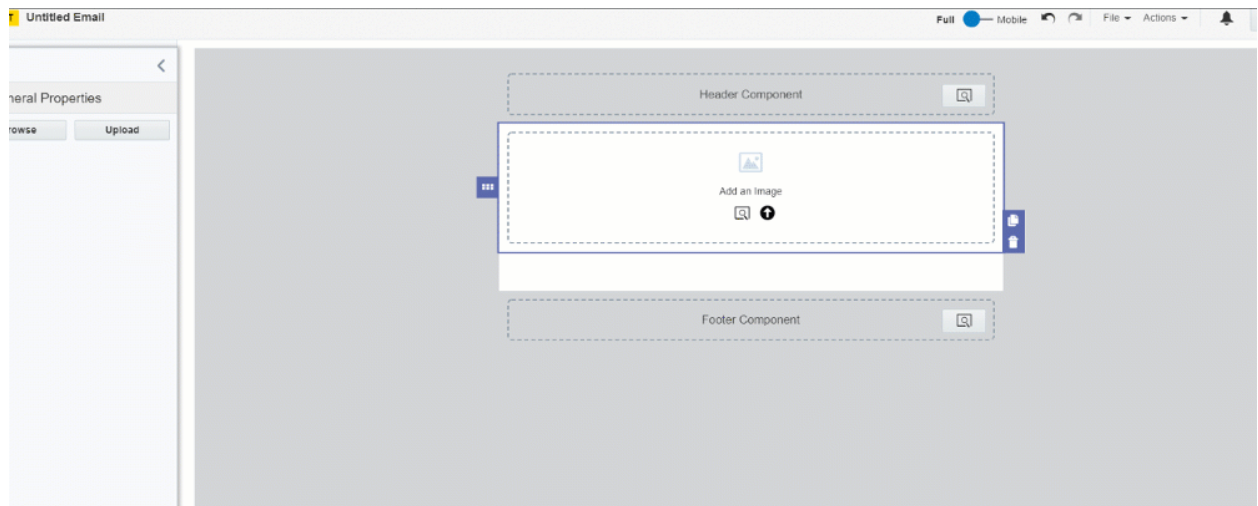 T Untitled Email
Full Mobile File Actions
neral Properties
rowse Upload
Header Component
Add an Image
Footer Component